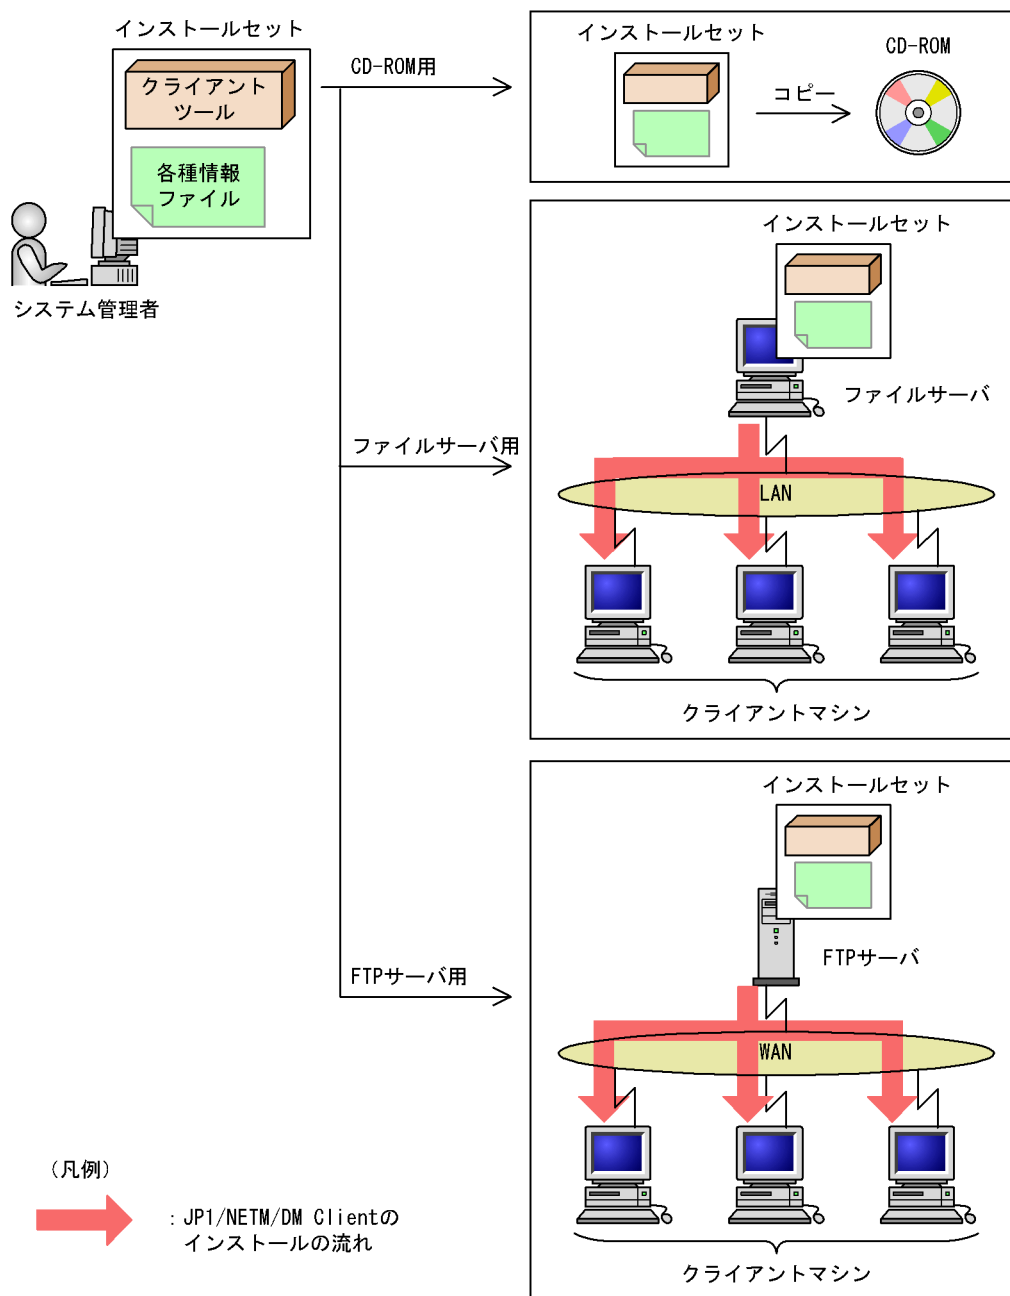 インストールセット
クライアント
ツール
各種情報
ファイル
システム管理者
CD-ROM用
インストールセット
コピー
CD-ROM
ファイルサーバ用
インストールセット
ファイルサーバ
LAN
クライアントマシン
FTPサーバ用
インストールセット
FTPサーバ
WAN
クライアントマシン
（凡例）
：JP1/NETM/DM Clientの
インストールの流れ